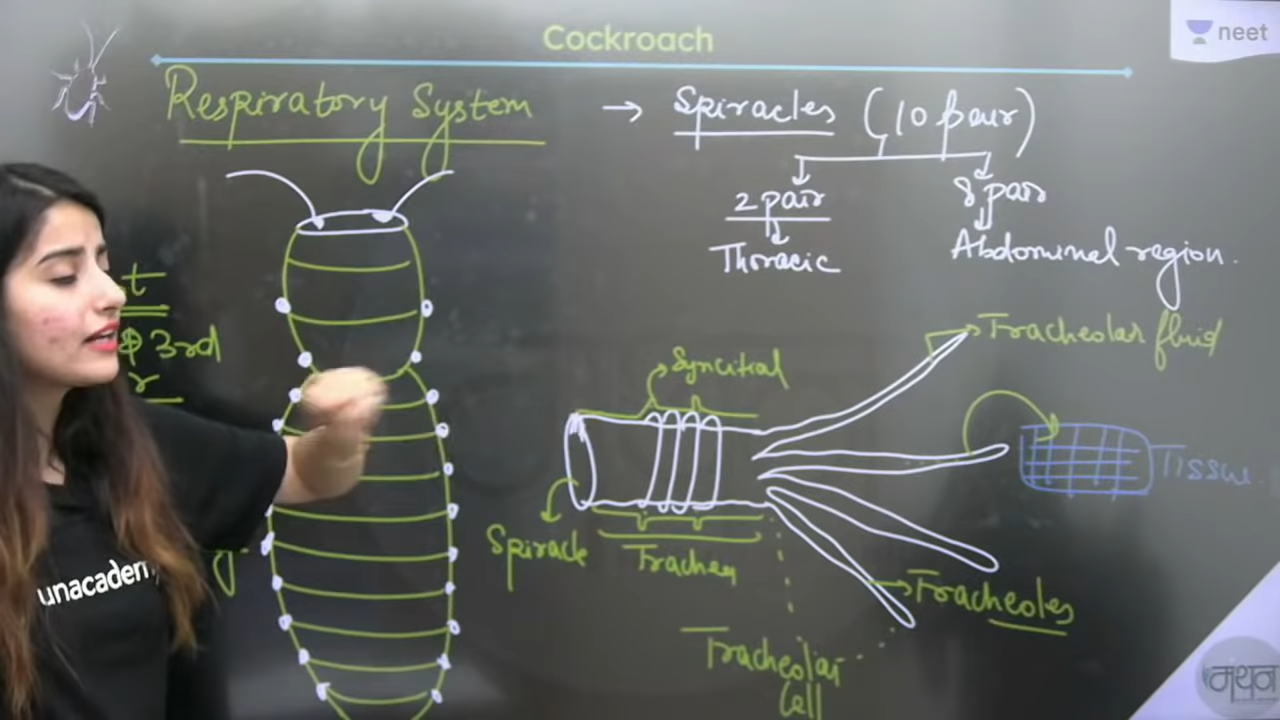 Cockroach
neet
Respiratory System → Spiracles (10 pair)
2 pair
8 pair
Thoracic
Abdominal region.
t
3rd
r
Tracheolar fluid
Syncitial
Tissue
Spiracle
Trachea
Tracheoles
Tracheolar
Cell
unacademy
मंथन